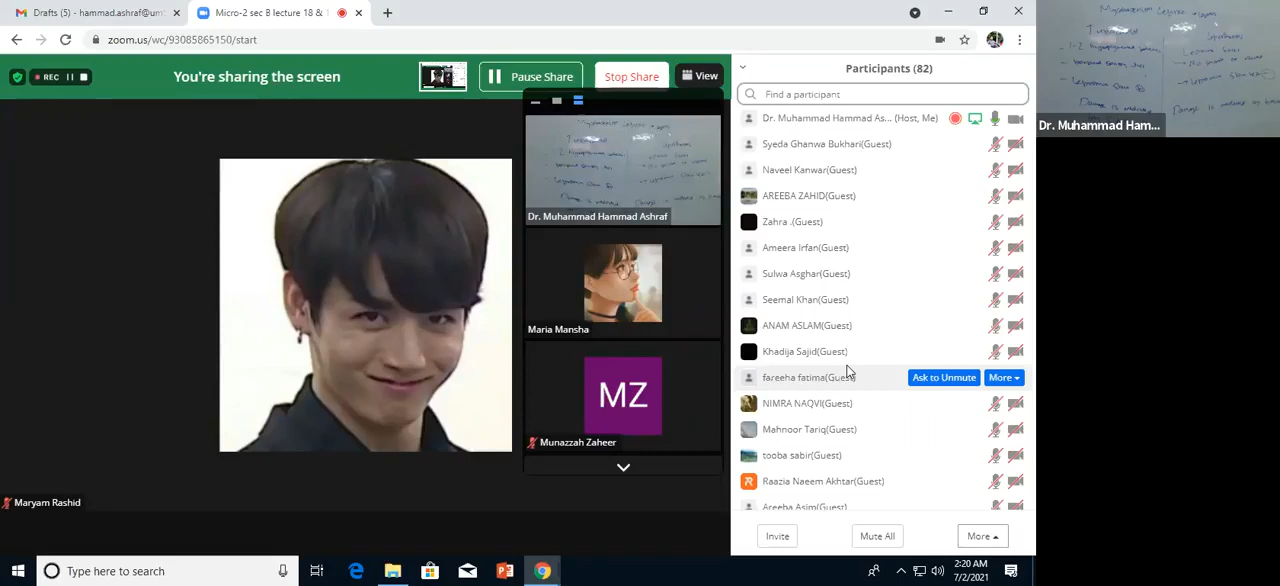 Drafts (5) - hammad.ashraf@um
Micro-2 sec B lecture 18 &
zoom.us/wc/93085865150/start
REC
You're sharing the screen
Pause Share
Stop Share
View
Dr. Muhammad Hammad Ashraf
Maria Mansha
MZ
Munazzah Zaheer
Maryam Rashid
Participants (82)
Find a participant
Dr. Muhammad Hammad As... (Host, Me)
Syeda Ghanwa Bukhari(Guest)
Naveel Kanwar(Guest)
AREEBA ZAHID(Guest)
Zahra .(Guest)
Ameera Irfan(Guest)
Sulwa Asghar(Guest)
Seemal Khan(Guest)
ANAM ASLAM(Guest)
Khadija Sajid(Guest)
fareeha fatima(Guest)
Ask to Unmute
More
NIMRA NAQVI(Guest)
Mahnoor Tariq(Guest)
tooba sabir(Guest)
R
Raazia Naeem Akhtar(Guest)
Areeba Asim(Guest)
Invite
Mute All
More
Dr. Muhammad Ham...
Type here to search
2:20 AM
7/2/2021